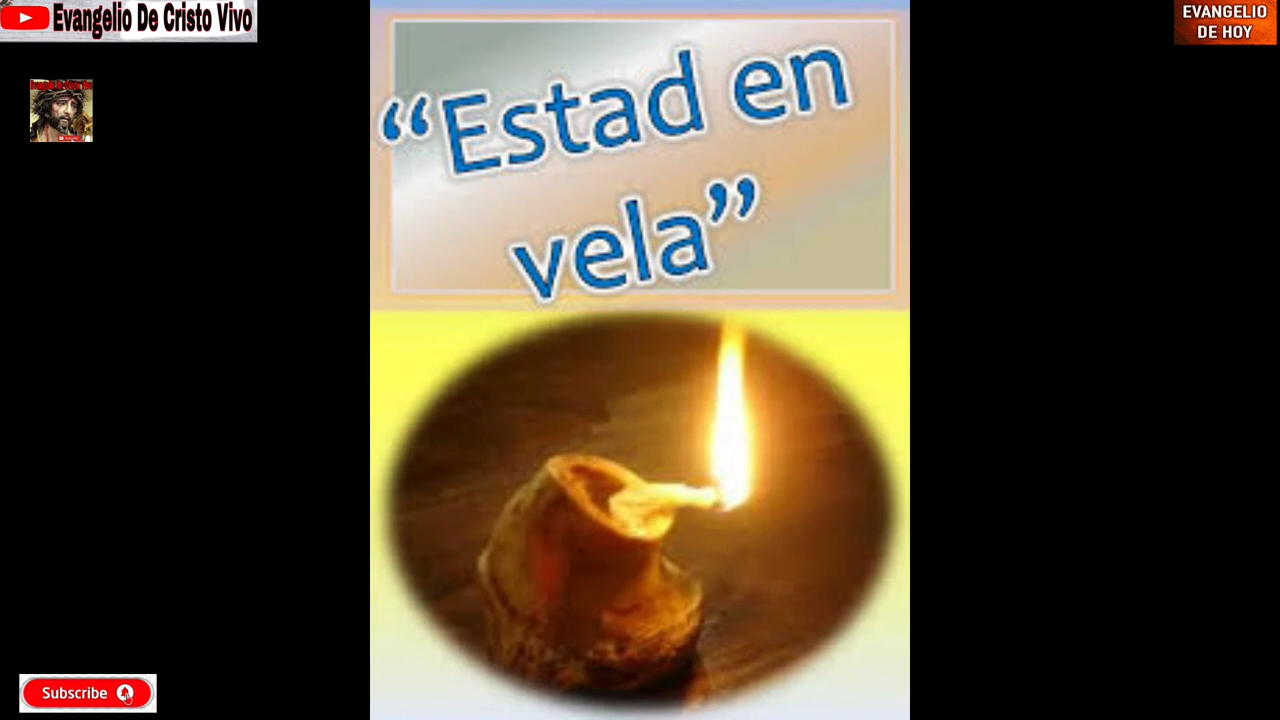 Evangelio De Cristo Vivo
EVANGELIO
DE HOY
“Estad en
vela”
Subscribe